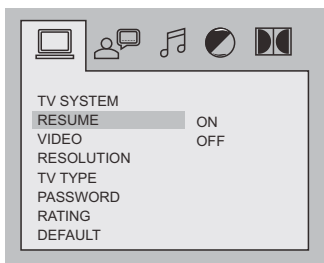 TV SYSTEM
RESUME ON
VIDEO OFF
RESOLUTION
TV TYPE
PASSWORD
RATING
DEFAULT